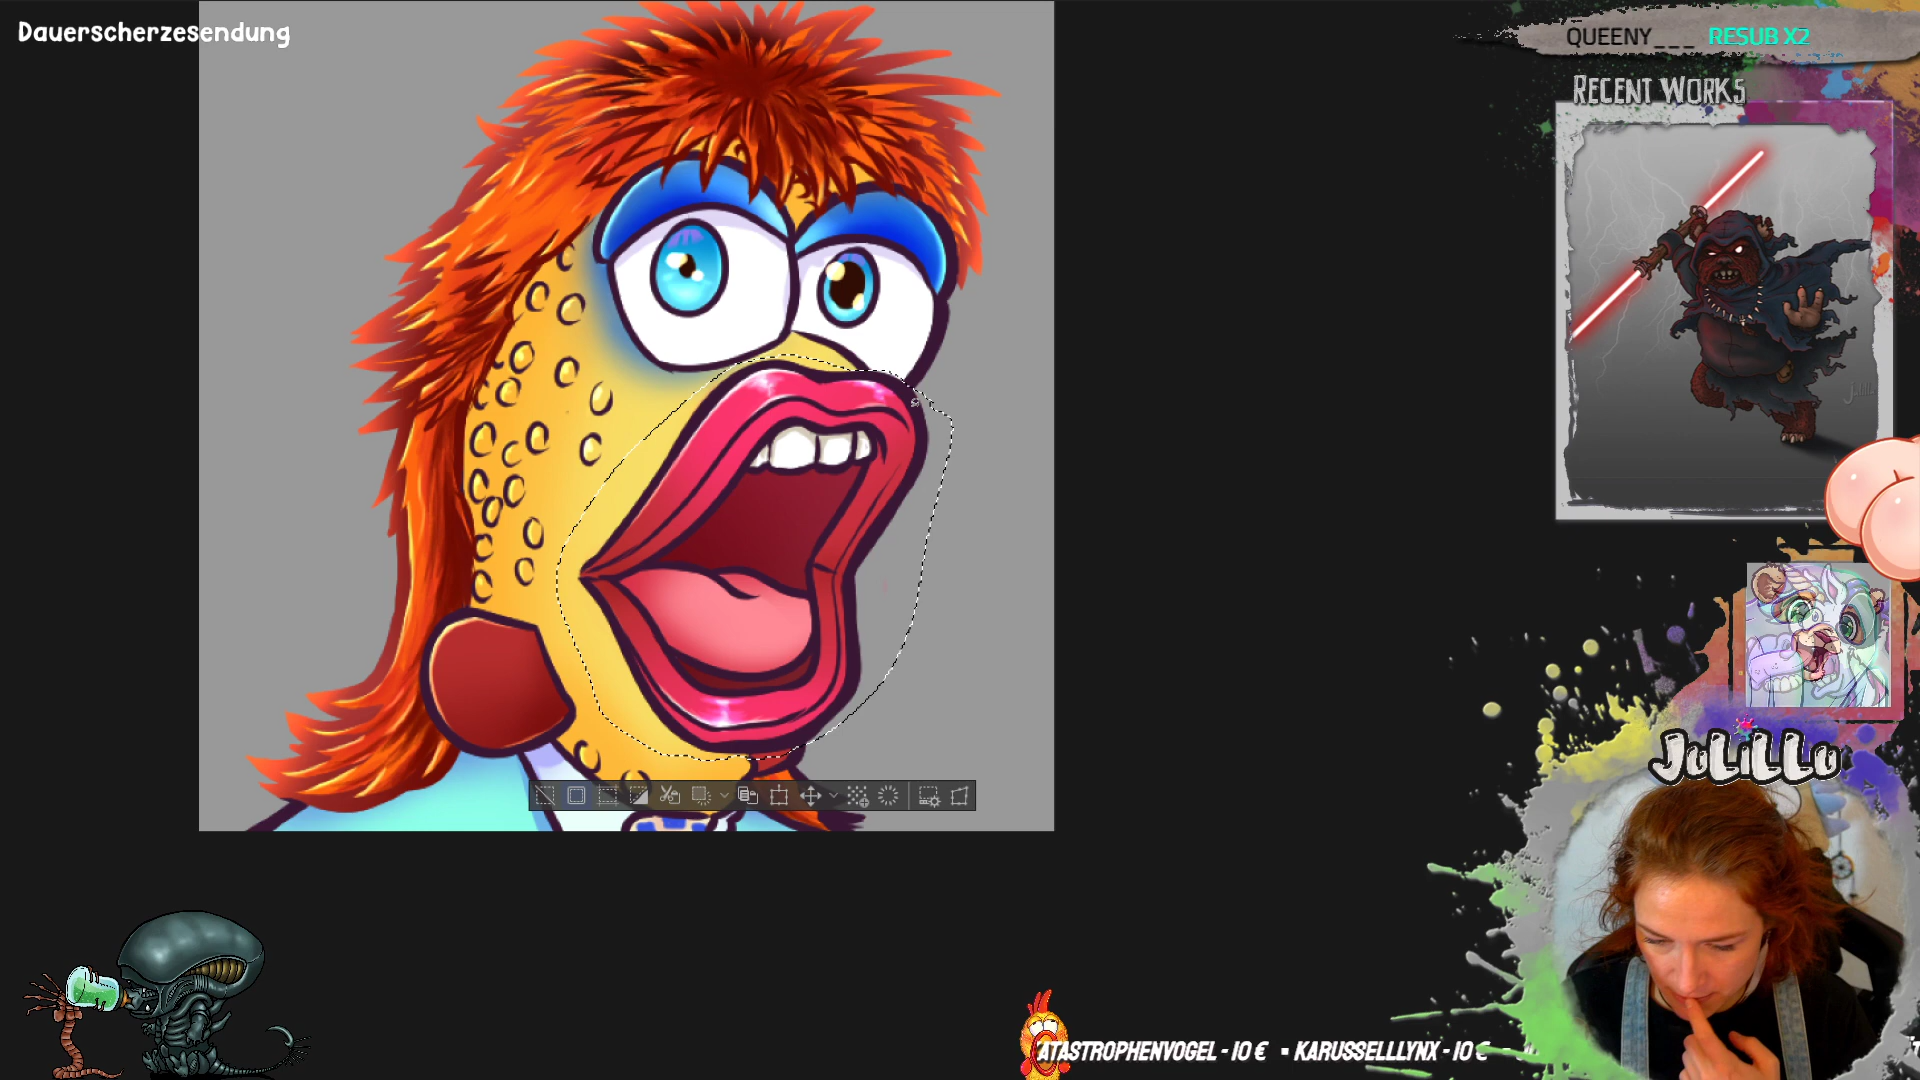 Dauerscherzesendung
QUEENY___ RESUB X2
RECENT WORKS
JuLiLLu
ATASTROPHENVOGEL - 10 € ▪ KARUSSELLLYNX - 10 €